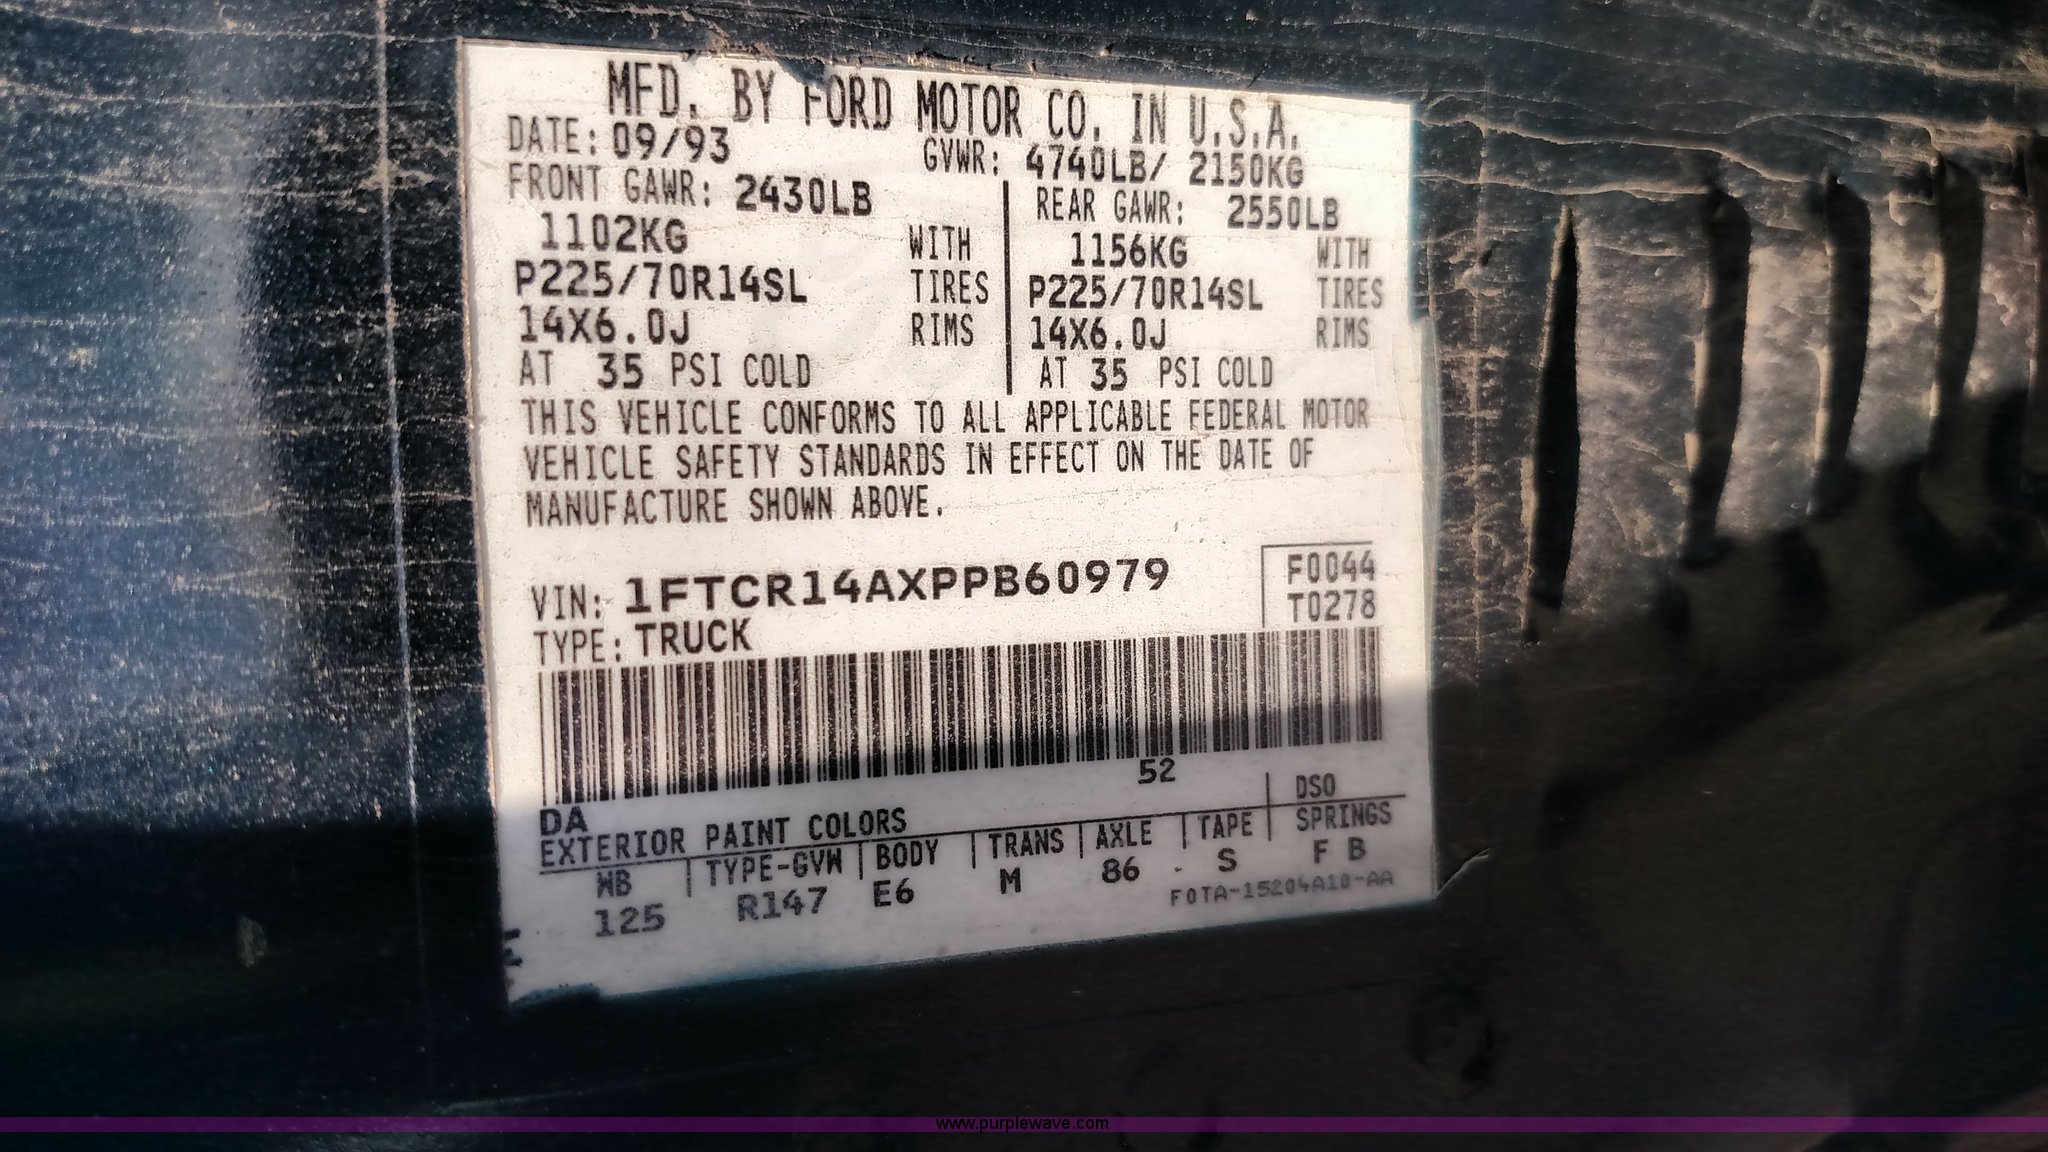 MFD. BY FORD MOTOR CO. IN U.S.A.
DATE: 09/93 GVWR: 4740LB/ 2150KG
FRONT GAWR: 2430LB REAR GAWR: 2550LB
1102KG WITH 1156KG WITH
P225/70R14SL TIRES P225/70R14SL TIRES
14X6.0J RIMS 14X6.0J RIMS
AT 35 PSI COLD AT 35 PSI COLD
THIS VEHICLE CONFORMS TO ALL APPLICABLE FEDERAL MOTOR
VEHICLE SAFETY STANDARDS IN EFFECT ON THE DATE OF
MANUFACTURE SHOWN ABOVE.
F0044
VIN: 1FTCR14AXPPB60979 T0278
TYPE: TRUCK
52
DA DSO
EXTERIOR PAINT COLORS
WB TYPE-GVW BODY TRANS AXLE TAPE SPRINGS
125 R147 E6 M 86 S F B
F0TA-15204A10-AA
www.purplewave.com